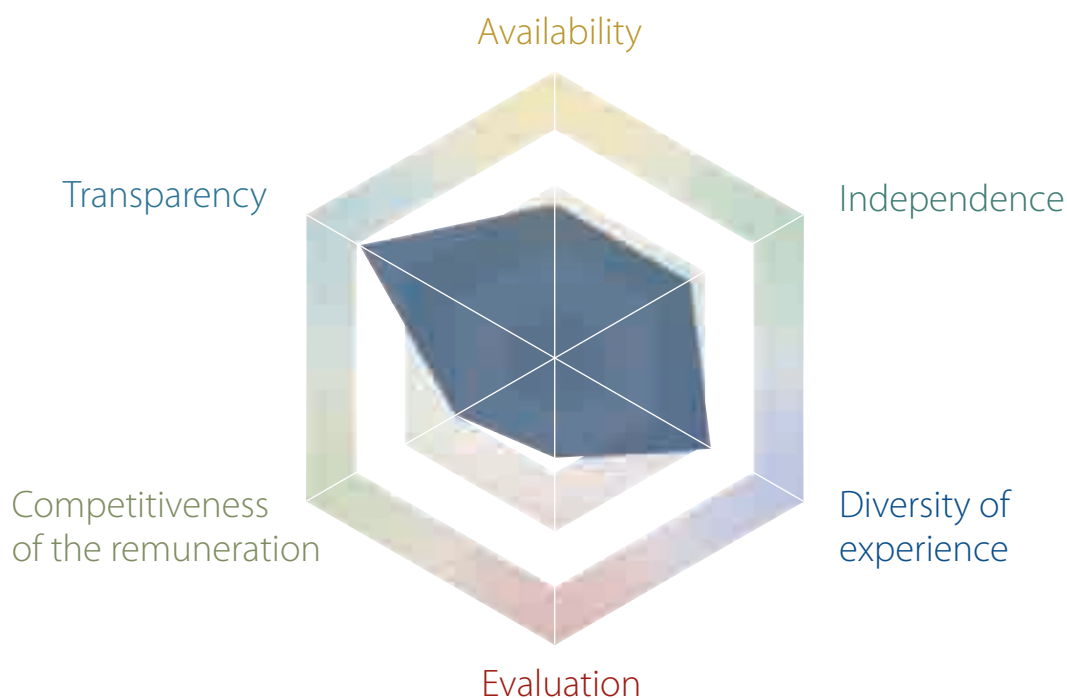 Availability
Transparency
Independence
Competitiveness
of the remuneration
Diversity of
experience
Evaluation